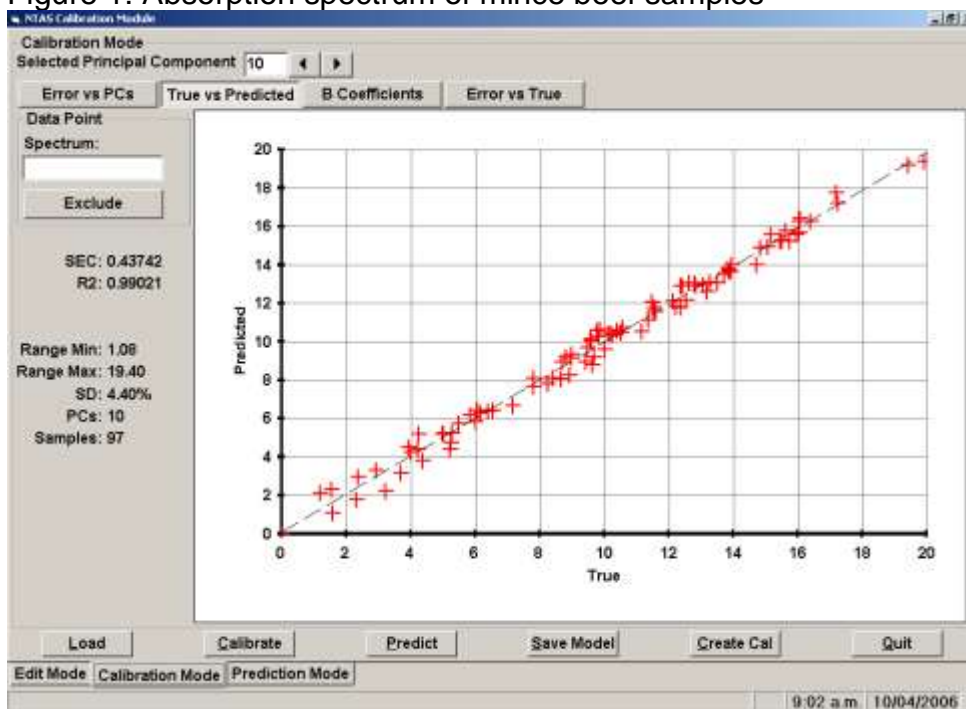 Figure 1: Absorption spectrum of mince beef samples
NTAS Calibration Module
Calibration Mode
Selected Principal Component 10
Error vs PCs True vs Predicted B Coefficients Error vs True
Data Point
Spectrum:
Exclude
SEC: 0.43742
R2: 0.99021
Range Min: 1.08
Range Max: 19.40
SD: 4.40%
PCs: 10
Samples: 97
20
18
16
14
12
10
8
6
4
2
0
Predicted
0 2 4 6 8 10 12 14 16 18 20
True
Load Calibrate Predict Save Model Create Cal Quit
Edit Mode Calibration Mode Prediction Mode
9:02 a.m. 10/04/2006